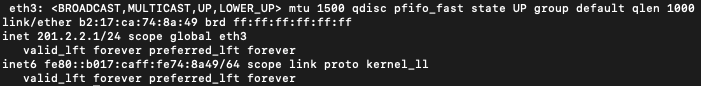 eth3: <BROADCAST,MULTICAST,UP,LOWER_UP> mtu 1500 qdisc pfifo_fast state UP group default qlen 1000
link/ether b2:17:ca:74:8a:49 brd ff:ff:ff:ff:ff:ff
inet 201.2.2.1/24 scope global eth3
valid_lft forever preferred_lft forever
inet6 fe80::b017:caff:fe74:8a49/64 scope link proto kernel_ll
valid_lft forever preferred_lft forever